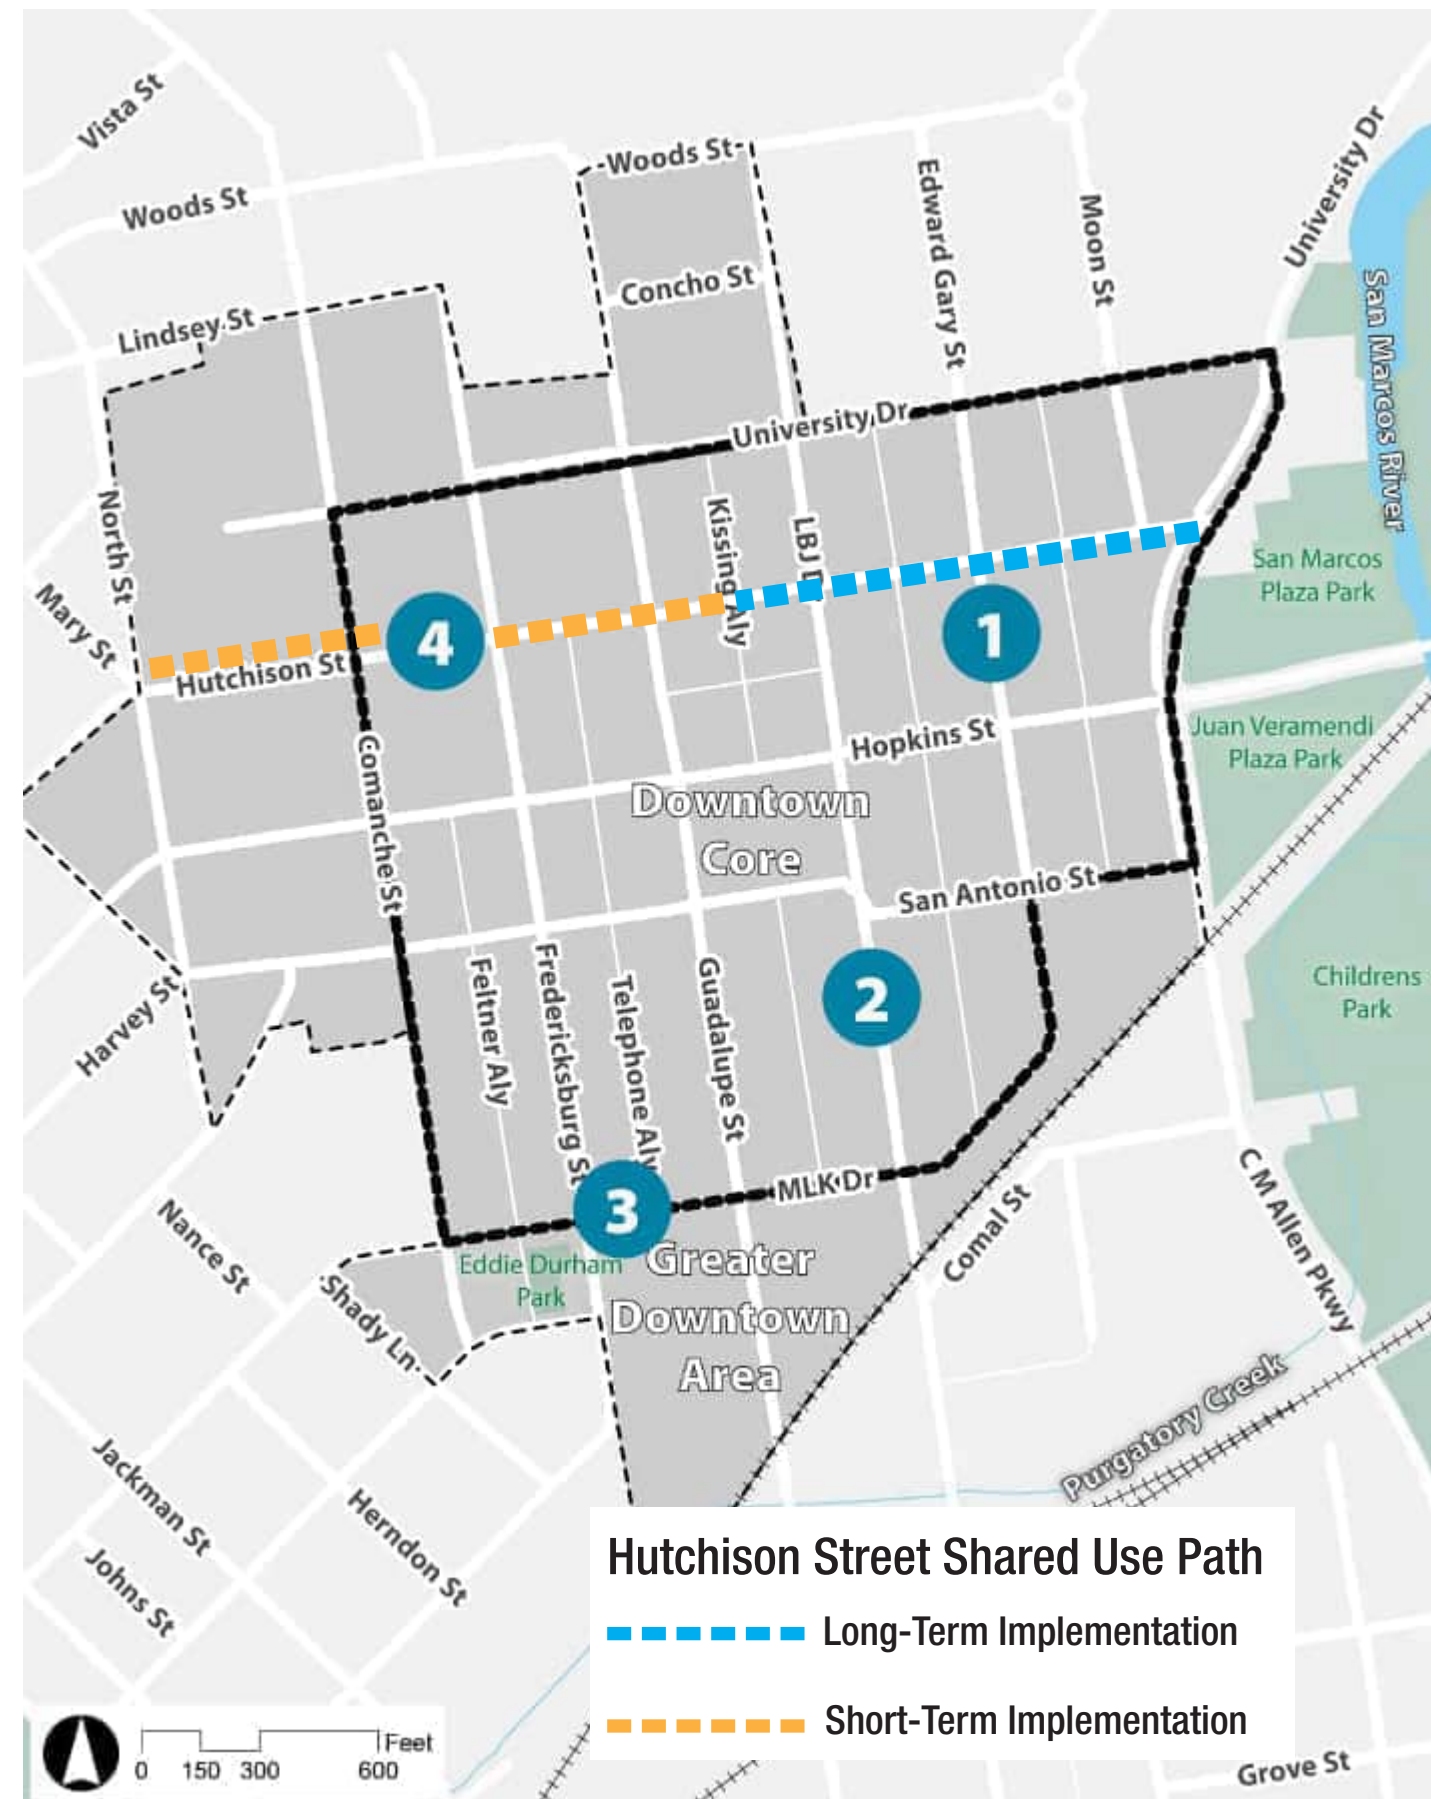 Vista St
Woods St
Woods St
Concho St
Lindsey St
Edward Gary St
Moon St
University Dr
San Marcos River
University Dr
North St
Mary St
Kissing Aly
LBJ D
San Marcos
Plaza Park
4
1
Hutchison St
Juan Veramendi
Plaza Park
Hopkins St
Comanche St
Downtown
Core
San Antonio St
Harvey St
Feltner Aly
Fredericksburg St
Telephone Aly
Guadalupe St
2
Childrens
Park
3
MLK Dr
Nance St
Shady Ln
Eddie Durham
Park
Greater
Downtown
Area
Comal St
C M Allen Pkwy
Purgatory Creek
Jackman St
Johns St
Herndon St
Hutchison Street Shared Use Path
Long-Term Implementation
Short-Term Implementation
Feet
0 150 300 600
Grove St